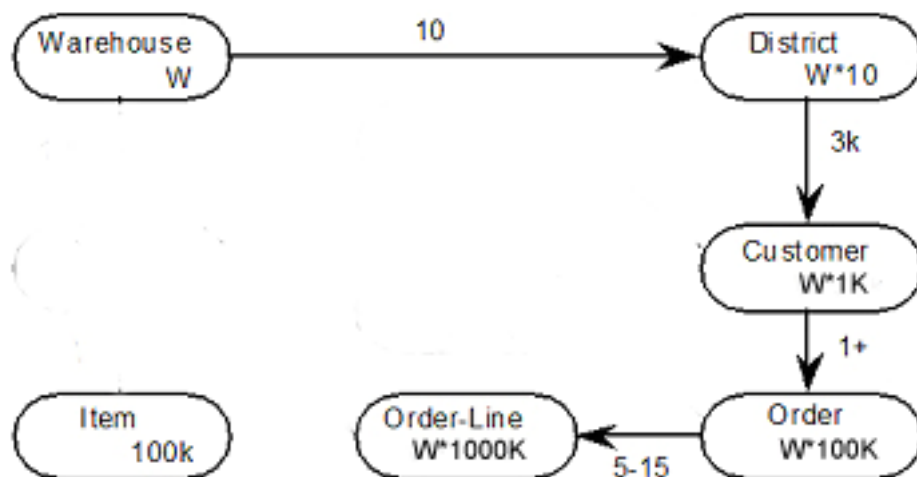 Warehouse
W
10
District
W*10
3k
Customer
W*1K
1+
Item
100k
Order-Line
W*1000K
5-15
Order
W*100K